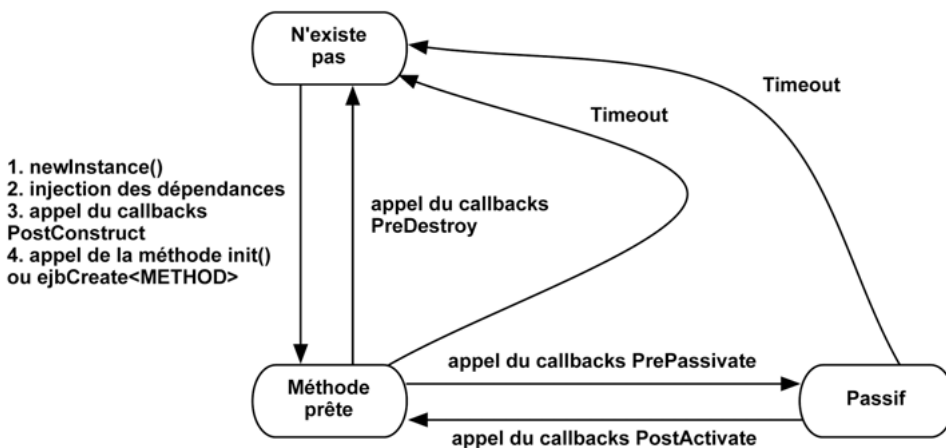 N'existe
pas
Timeout
Timeout
1. newInstance()
2. injection des dépendances
3. appel du callbacks
PostConstruct
4. appel de la méthode init()
ou ejbCreate<METHOD>
appel du callbacks
PreDestroy
appel du callbacks PrePassivate
Méthode
prête
Passif
appel du callbacks PostActivate